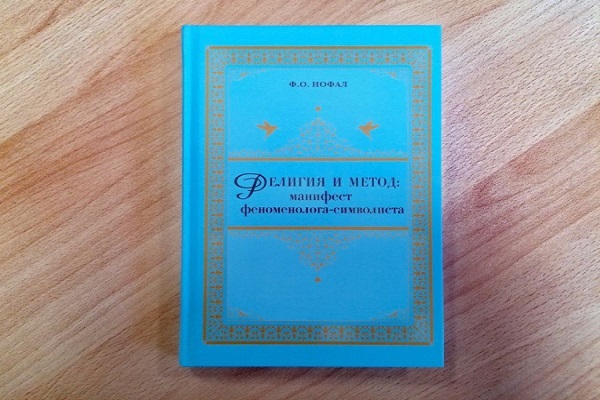 Ф.О. НОФАЛ
РЕЛИГИЯ И МЕТОД:
манифест
феноменолога-символиста